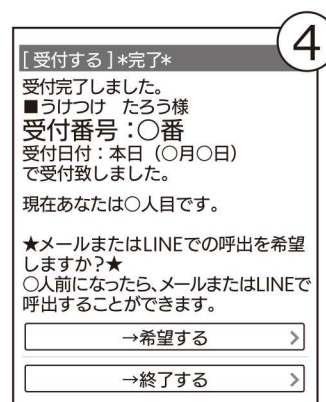 ④
[受付する]*完了*
受付完了しました。
■うけつけ　たろう様
受付番号：○番
受付日付：本日（○月○日）
で受付致しました。
現在あなたは○人目です。
★メールまたはLINEでの呼出を希望
しますか?★
○人前になったら、メールまたはLINEで
呼出することができます。
→希望する
→終了する